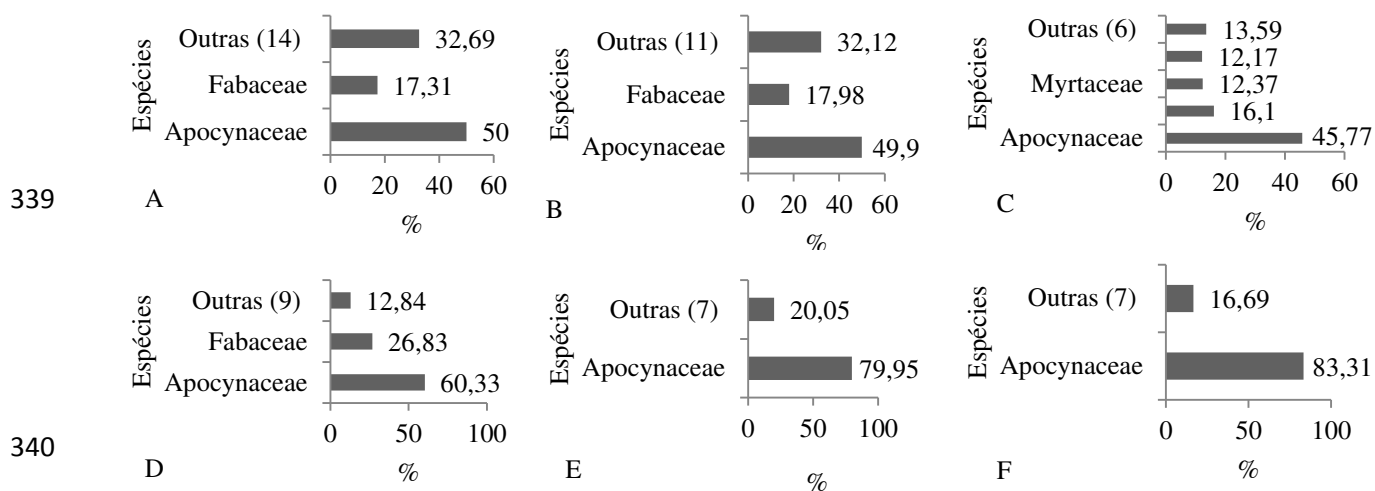 Espécies
Outras (14) 32,69
Fabaceae 17,31
Apocynaceae 50
0 20 40 60
%
A
Espécies
Outras (11) 32,12
Fabaceae 17,98
Apocynaceae 49,9
0 20 40 60
%
B
Espécies
Outras (6) 13,59
12,17
Myrtaceae 12,37
16,1
Apocynaceae 45,77
0 20 40 60
%
C
339
Espécies
Outras (9) 12,84
Fabaceae 26,83
Apocynaceae 60,33
0 50 100
%
D
Espécies
Outras (7) 20,05
Apocynaceae 79,95
0 50 100
%
E
Espécies
Outras (7) 16,69
Apocynaceae 83,31
0 50 100
%
F
340